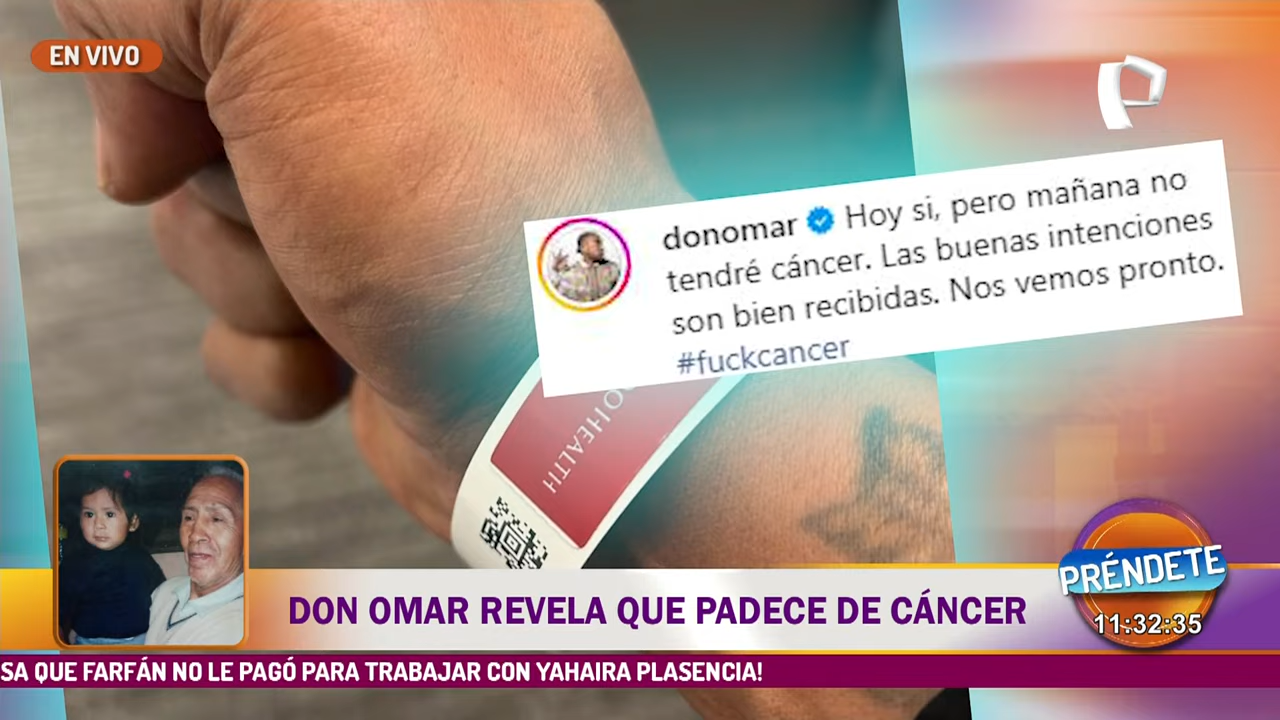 EN VIVO
donomar Hoy si, pero mañana no
tendré cáncer. Las buenas intenciones
son bien recibidas. Nos vemos pronto.
#fuckcancer
OHEALTH
DON OMAR REVELA QUE PADECE DE CÁNCER
PRÉNDETE
11:32:35
SA QUE FARFÁN NO LE PAGÓ PARA TRABAJAR CON YAHAIRA PLASENCIA!